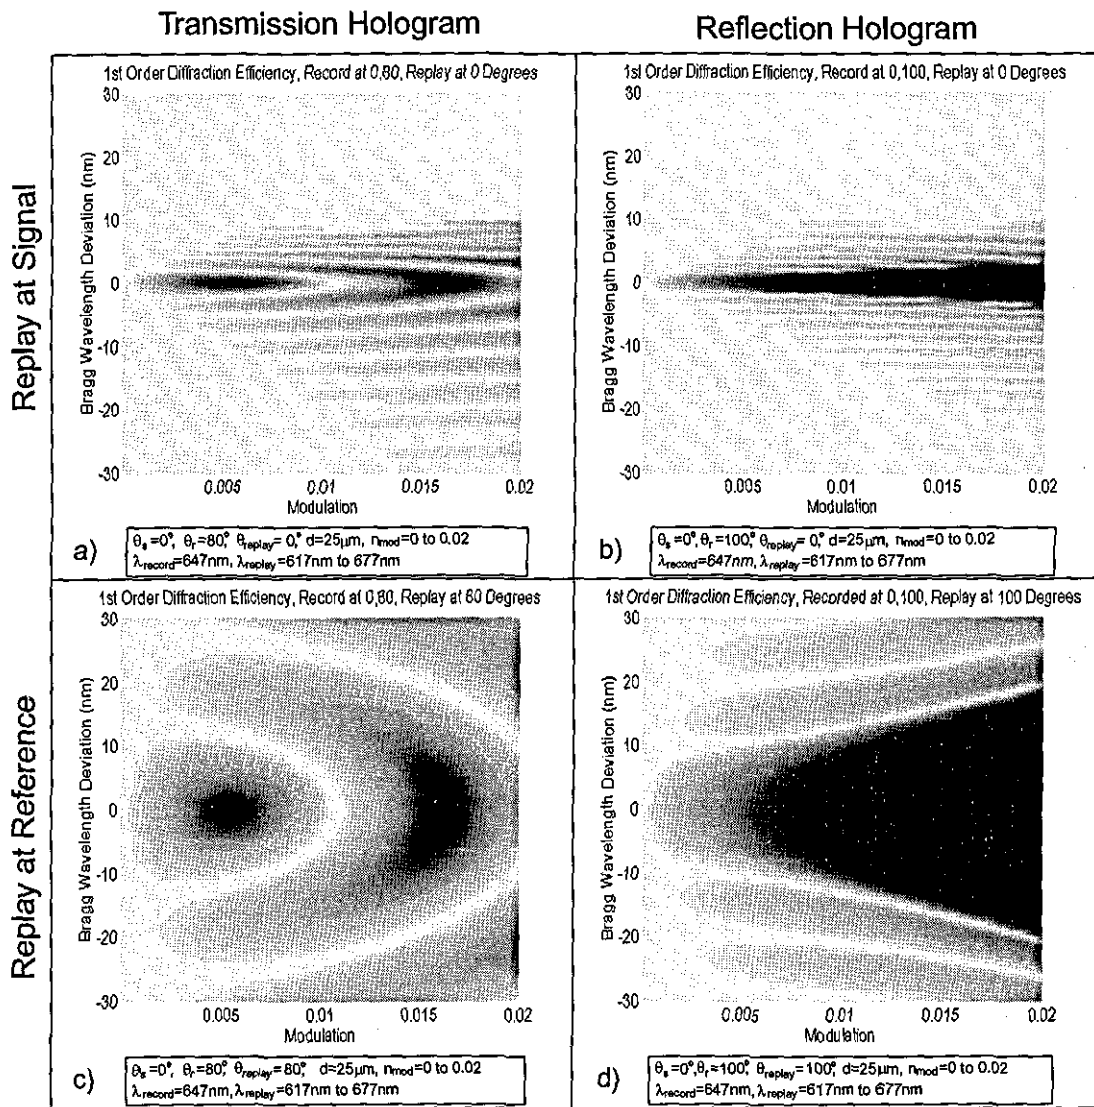 Transmission Hologram
Reflection Hologram
Replay at Signal
1st Order Diffraction Efficiency, Record at 0,80, Replay at 0 Degrees
Bragg Wavelength Deviation (nm)
30
20
10
0
-10
-20
-30
0.005
0.01
0.015
0.02
Modulation
a)
θs=0°, θr=80°, θreplay= 0°, d=25μm, nmod=0 to 0.02
λrecord=647nm, λreplay=617nm to 677nm
1st Order Diffraction Efficiency, Record at 0,100, Replay at 0 Degrees
Bragg Wavelength Deviation (nm)
30
20
10
0
-10
-20
-30
0.005
0.01
0.015
0.02
Modulation
b)
θs=0°, θr=100°, θreplay= 0°, d=25μm, nmod=0 to 0.02
λrecord=647nm, λreplay=617nm to 677nm
Replay at Reference
1st Order Diffraction Efficiency, Record at 0,80, Replay at 80 Degrees
Bragg Wavelength Deviation (nm)
30
20
10
0
-10
-20
-30
0.005
0.01
0.015
0.02
Modulation
c)
θs=0°, θr=80°, θreplay=80°, d=25μm, nmod=0 to 0.02
λrecord=647nm, λreplay=617nm to 677nm
1st Order Diffraction Efficiency, Recorded at 0,100, Replay at 100 Degrees
Bragg Wavelength Deviation (nm)
30
20
10
0
-10
-20
-30
0.005
0.01
0.015
0.02
Modulation
d)
θs=0°, θr=100°, θreplay=100°, d=25μm, nmod=0 to 0.02
λrecord=647nm, λreplay=617nm to 677nm